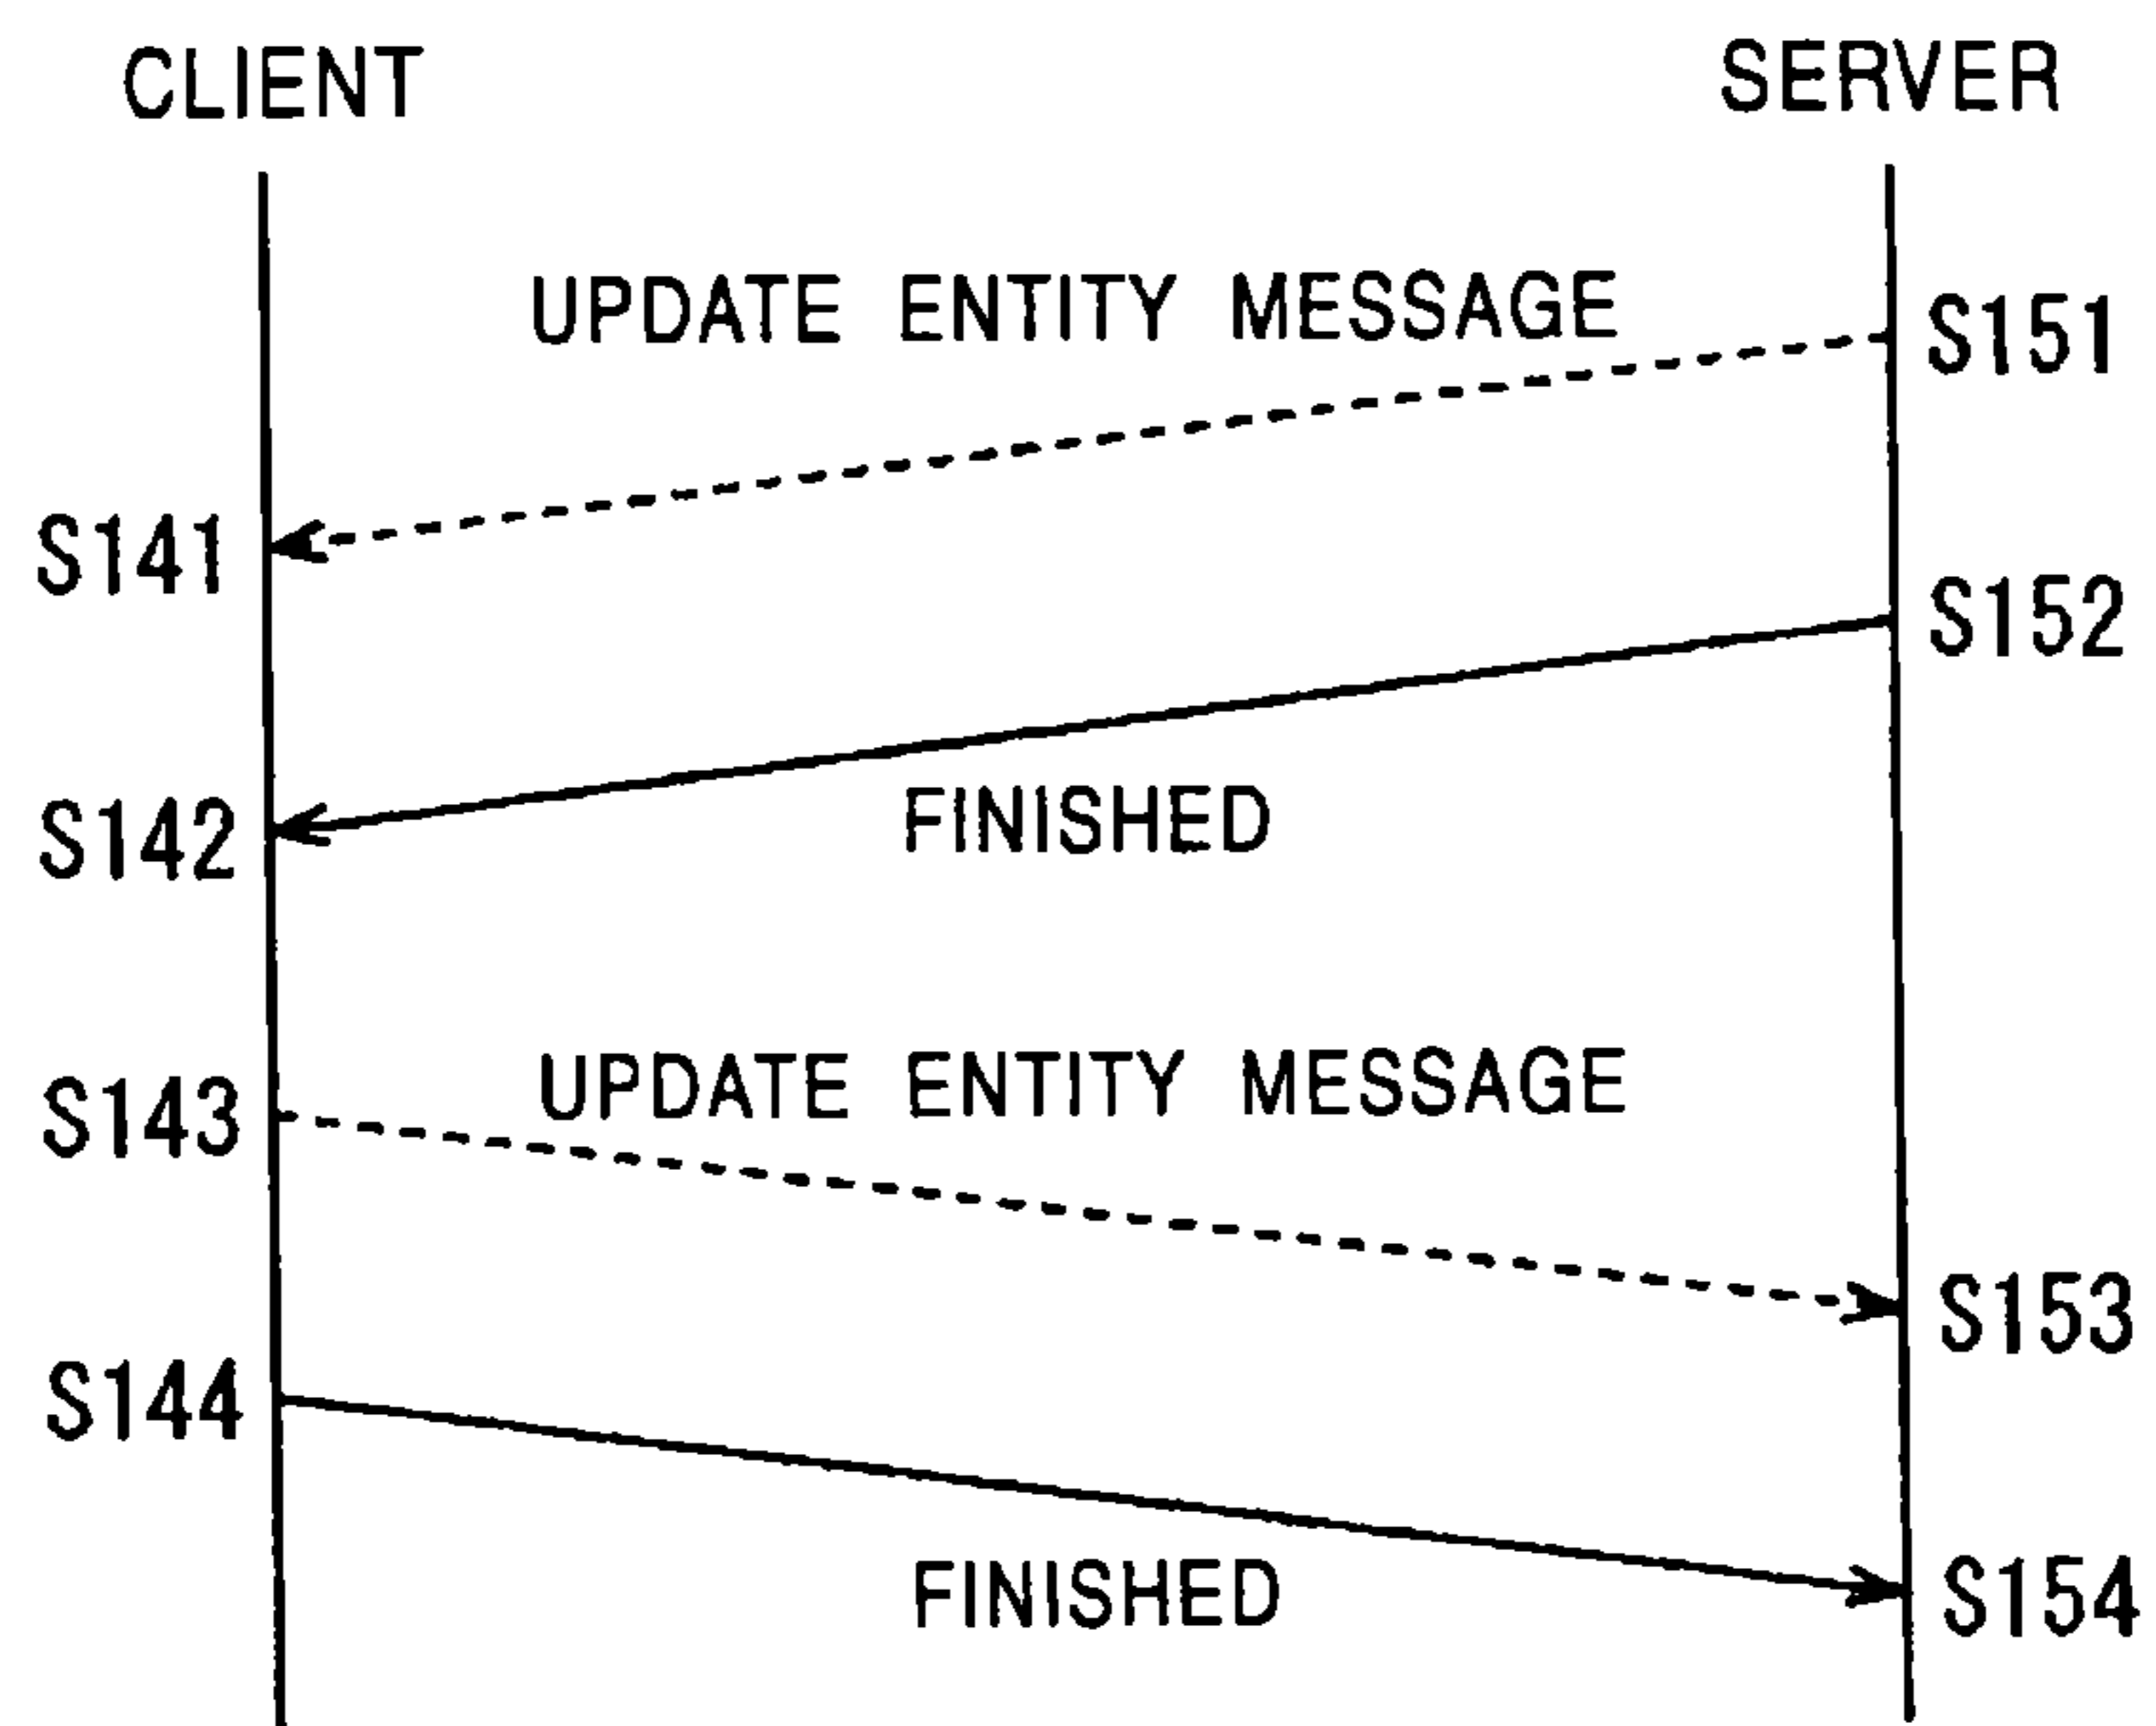 CLIENT
SERVER
UPDATE ENTITY MESSAGE
S151
S141
S152
S142
FINISHED
S143
UPDATE ENTITY MESSAGE
S153
S144
FINISHED
S154